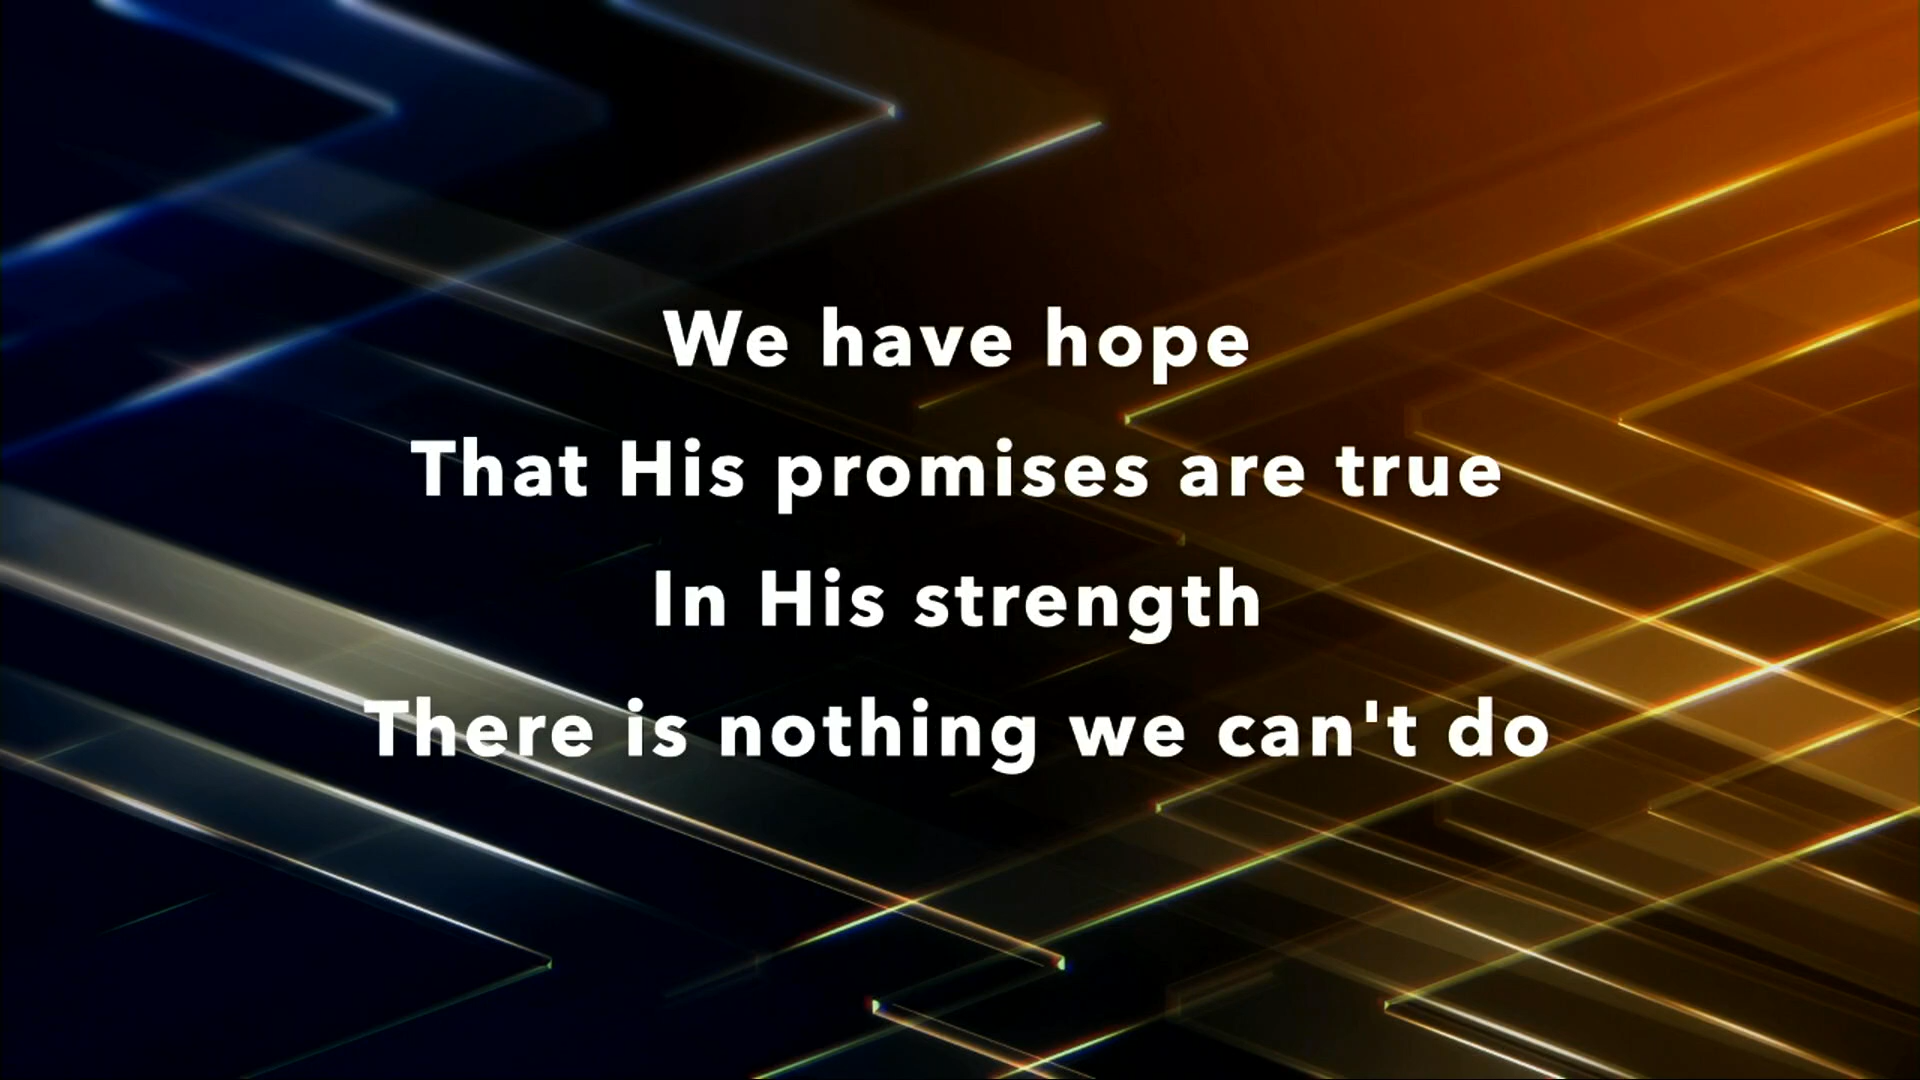 We have hope
That His promises are true
In His strength
There is nothing we can't do